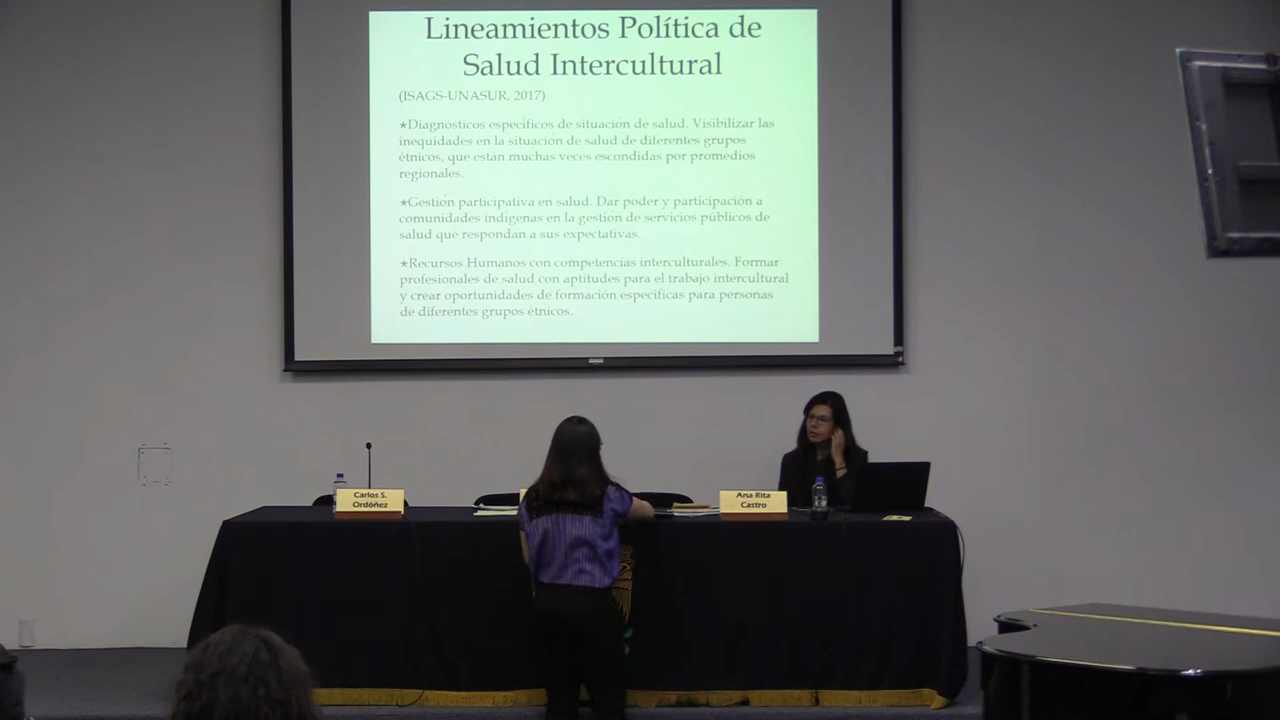 Lineamientos Política de
Salud Intercultural
(ISAGS-UNASUR, 2017)
*Diagnósticos específicos de situación de salud. Visibilizar las
inequidades en la situación de salud de diferentes grupos
étnicos, que están muchas veces escondidas por promedios
regionales.
*Gestión participativa en salud. Dar poder y participación a
comunidades indígenas en la gestión de servicios públicos de
salud que respondan a sus expectativas.
*Recursos Humanos con competencias interculturales. Formar
profesionales de salud con aptitudes para el trabajo intercultural
y crear oportunidades de formación específicas para personas
de diferentes grupos étnicos.
Carlos S.
Ordóñez
Ana Rita
Castro